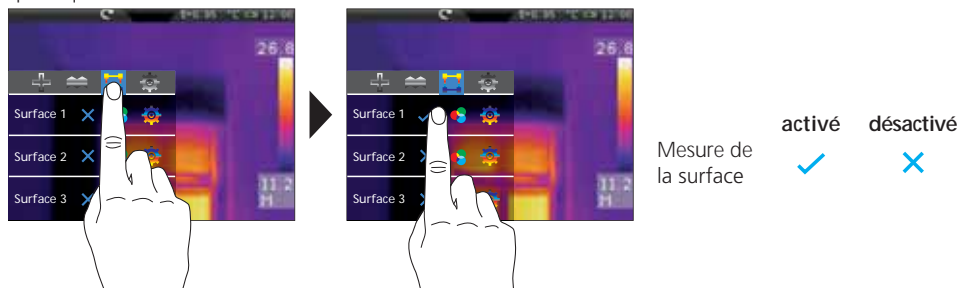 26.8
Surface 1
Surface 2
Surface 3
11.2
M
26.8
Surface 1
Surface 2
Surface 3
11.2
M
activé désactivé
Mesure de
la surface